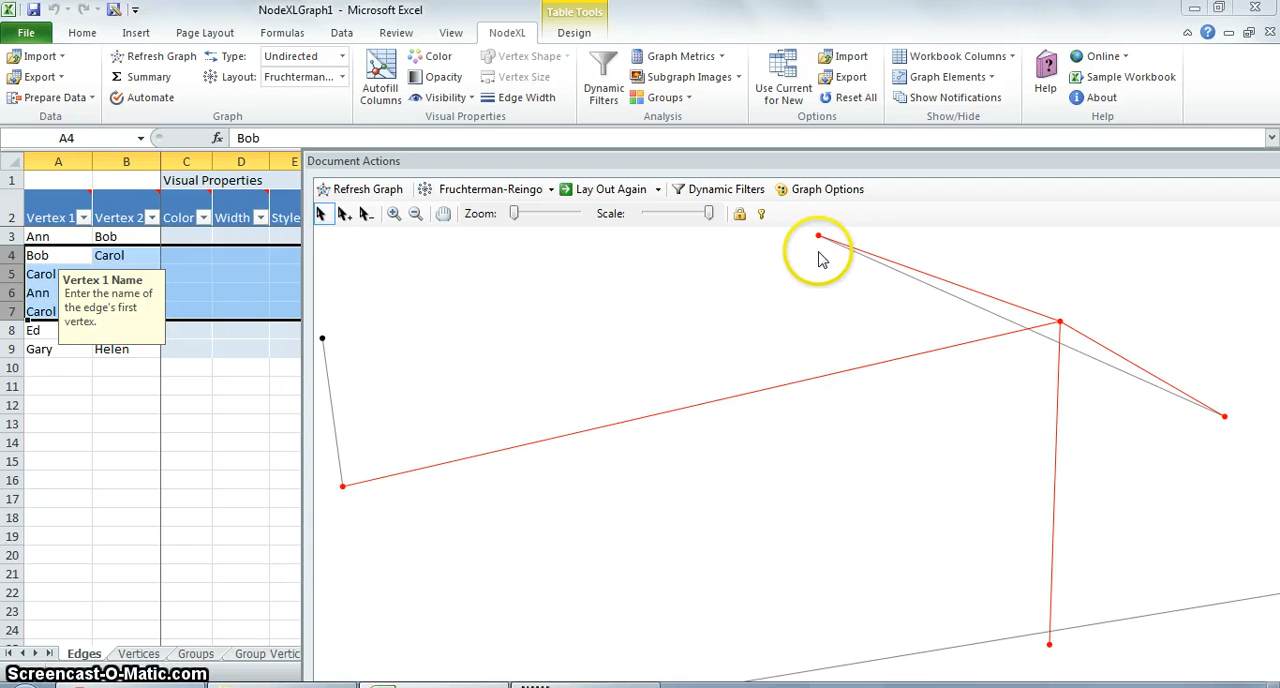 NodeXLGraph1 - Microsoft Excel
Table Tools
File Home Insert Page Layout Formulas Data Review View NodeXL Design
Import Refresh Graph Type: Undirected Color Vertex Shape Graph Metrics Import Workbook Columns Online
Export Summary Layout: Fruchterman... Opacity Vertex Size Subgraph Images Export Graph Elements Sample Workbook
Prepare Data Automate Autofill Columns Visibility Edge Width Dynamic Filters Groups Use Current for New Reset All Show Notifications Help About
Data Graph Visual Properties Analysis Options Show/Hide Help
A4 fx Bob
A B C D E Document Actions
1 Visual Properties
Refresh Graph Fruchterman-Reingo Lay Out Again Dynamic Filters Graph Options
2 Vertex 1 Vertex 2 Color Width Style
Zoom: Scale:
3 Ann Bob
4 Bob Carol
5 Carol
6 Ann
7 Carol
Vertex 1 Name
Enter the name of
the edge's first
vertex.
8 Ed
9 Gary Helen
10
11
12
13
14
15
16
17
18
19
20
21
22
23
24
Edges Vertices Groups Group Vertic
Screencast-O-Matic.com